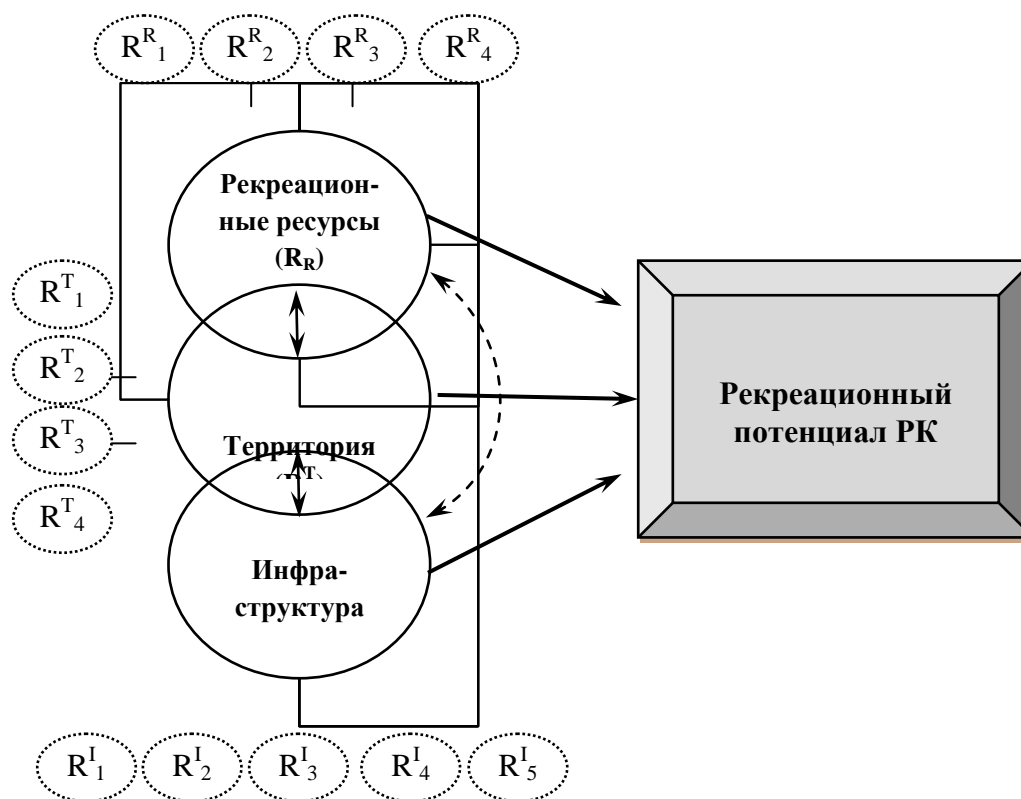 R^R_1 R^R_2 R^R_3 R^R_4
Рекреацион-
ные ресурсы
(R_R)
R^T_1
R^T_2
R^T_3
R^T_4
Территория
Инфра-
структура
Рекреационный
потенциал РК
R^I_1 R^I_2 R^I_3 R^I_4 R^I_5